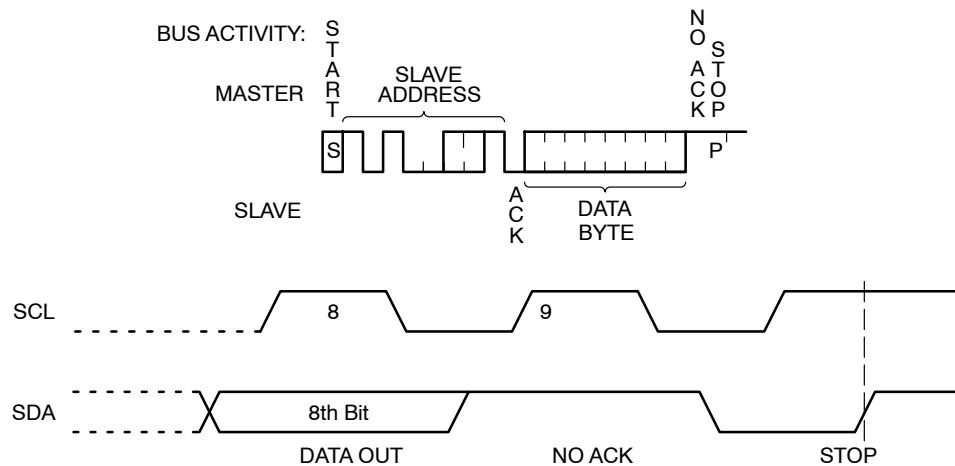 BUS ACTIVITY:
MASTER
START
SLAVE
ADDRESS
NO ACK
STOP
S
P
SLAVE
ACK
DATA
BYTE
SCL
8
9
SDA
8th Bit
DATA OUT
NO ACK
STOP